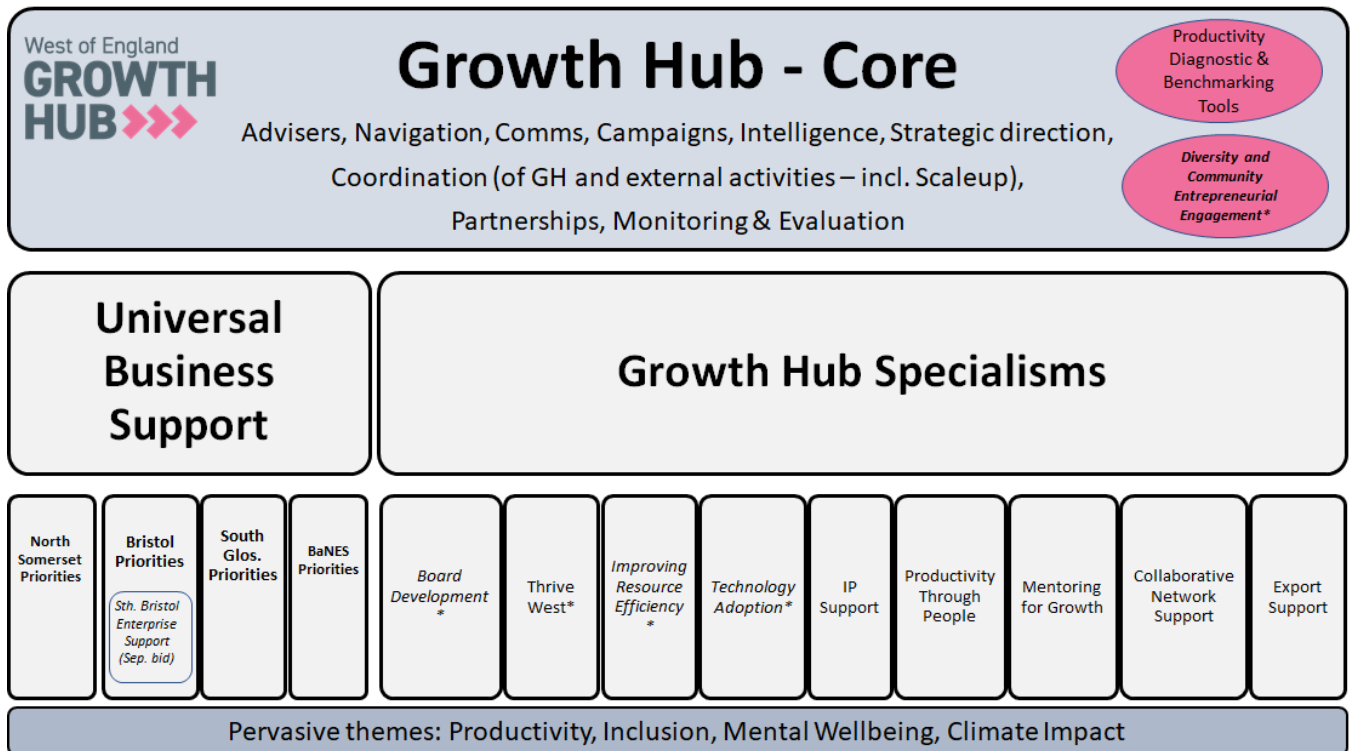 West of England
GROWTH
HUB
Growth Hub - Core
Advisers, Navigation, Comms, Campaigns, Intelligence, Strategic direction,
Coordination (of GH and external activities – incl. Scaleup),
Partnerships, Monitoring & Evaluation
Productivity
Diagnostic &
Benchmarking
Tools
Diversity and
Community
Entrepreneurial
Engagement*
Universal
Business
Support
Growth Hub Specialisms
North
Somerset
Priorities
Bristol
Priorities
Sth. Bristol
Enterprise
Support
(Sep. bid)
South
Glos.
Priorities
BaNES
Priorities
Board
Development
*
Thrive
West*
Improving
Resource
Efficiency
*
Technology
Adoption*
IP
Support
Productivity
Through
People
Mentoring
for Growth
Collaborative
Network
Support
Export
Support
Pervasive themes: Productivity, Inclusion, Mental Wellbeing, Climate Impact